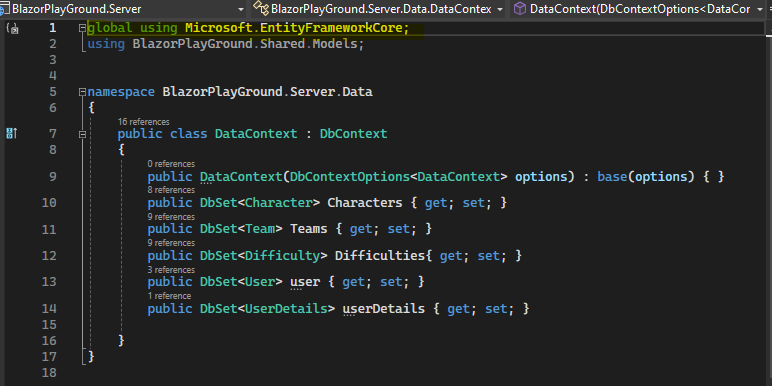 BlazorPlayGround.Server
BlazorPlayGround.Server.Data.DataContex
DataContext(DbContextOptions<DataCor
1 global using Microsoft.EntityFrameworkCore;
2 using BlazorPlayGround.Shared.Models;
3
4
5 namespace BlazorPlayGround.Server.Data
6 {
16 references
7 public class DataContext : DbContext
8 {
0 references
9 public DataContext(DbContextOptions<DataContext> options) : base(options) { }
8 references
10 public DbSet<Character> Characters { get; set; }
9 references
11 public DbSet<Team> Teams { get; set; }
9 references
12 public DbSet<Difficulty> Difficulties{ get; set; }
3 references
13 public DbSet<User> user { get; set; }
1 reference
14 public DbSet<UserDetails> userDetails { get; set; }
15
16 }
17 }
18